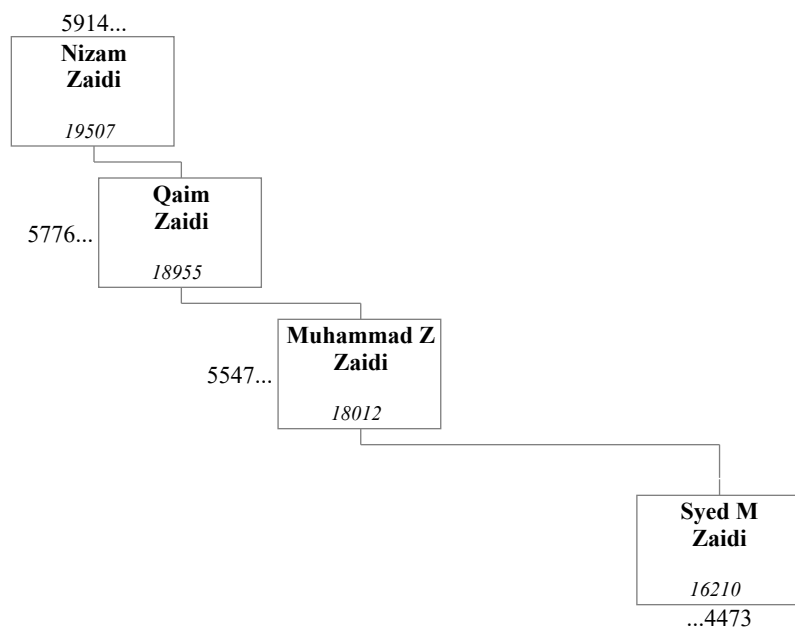 5914...
Nizam
Zaidi
19507
Qaim
Zaidi
5776...
18955
Muhammad Z
Zaidi
5547...
18012
Syed M
Zaidi
16210
...4473